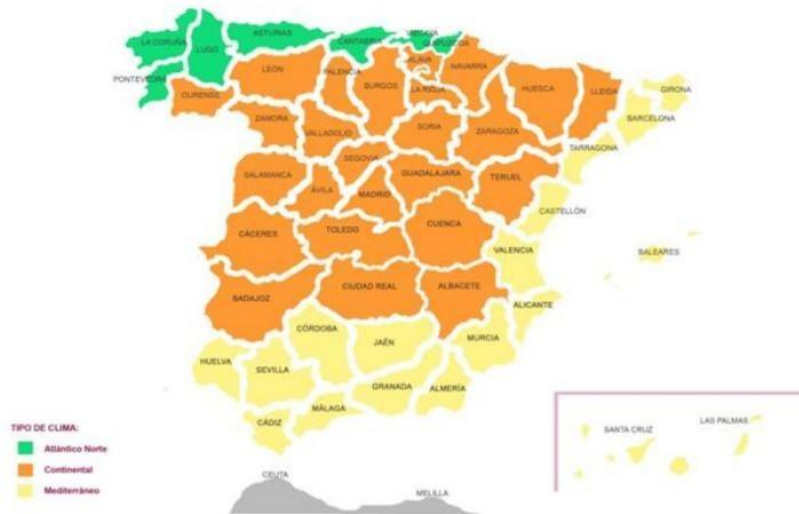 VIZCAYA
ASTURIAS
CANTABRIA
GUIPUZCOA
LA CORUÑA
LUGO
ALAVA
NAVARRA
LEÓN
PALENCIA
PONTEVEDRA
BURGOS
LA RIOJA
HUESCA
LLEIDA
GIRONA
OURENSE
ZAMORA
VALLADOLID
SORIA
ZARAGOZA
BARCELONA
TARRAGONA
SEGOVIA
SALAMANCA
GUADALAJARA
TERUEL
ÁVILA
MADRID
CASTELLÓN
CUENCA
CÁCERES
TOLEDO
VALENCIA
BALEARES
BADAJOZ
CIUDAD REAL
ALBACETE
ALICANTE
CÓRDOBA
JAÉN
MURCIA
HUELVA
SEVILLA
GRANADA
ALMERÍA
MÁLAGA
CÁDIZ
LAS PALMAS
SANTA CRUZ
TIPO DE CLIMA:
Atlántico Norte
Continental
Mediterráneo
CEUTA
MELILLA